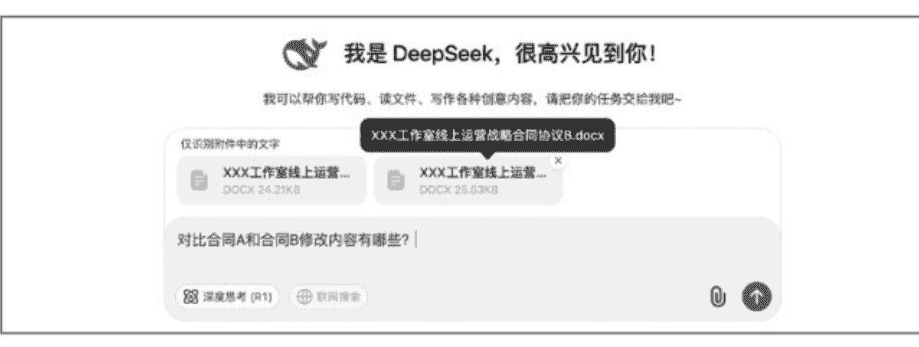 我是 DeepSeek，很高兴见到你！
我可以帮你写代码、读文件、写作各种创意内容，请把你的任务交给我吧~
XXX工作室线上运营战略合同协议B.docx
仅识别附件中的文字
XXX工作室线上运营...
DOCX 24.21KB
XXX工作室线上运营...
DOCX 25.63KB
对比合同A和合同B修改内容有哪些?
深度思考 (R1)
联网搜索